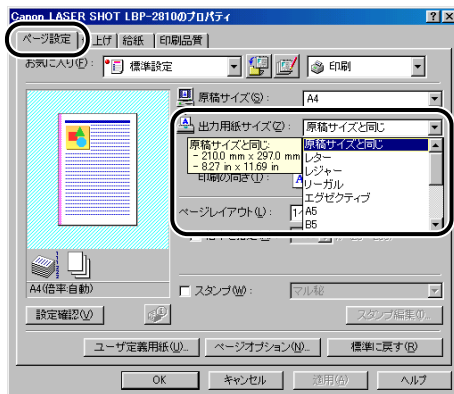 Canon LASER SHOT LBP-2810のプロパティ
ページ設定 上げ 給紙 印刷品質
お気に入り(F): 標準設定 印刷
原稿サイズ(S): A4
出力用紙サイズ(Z): 原稿サイズと同じ
原稿サイズと同じ
- 210.0 mm x 297.0 mm
- 8.27 in x 11.69 in
原稿サイズと同じ
レター
レジャー
リーガル
エグゼクティブ
A5
B5
印刷の向き(I):
ページレイアウト(L):
A4(倍率:自動)
スタンプ(W): マル秘
設定確認(V) スタンプ編集(I)...
ユーザ定義用紙(U)... ページオプション(N)... 標準に戻す(R)
OK キャンセル 適用(A) ヘルプ